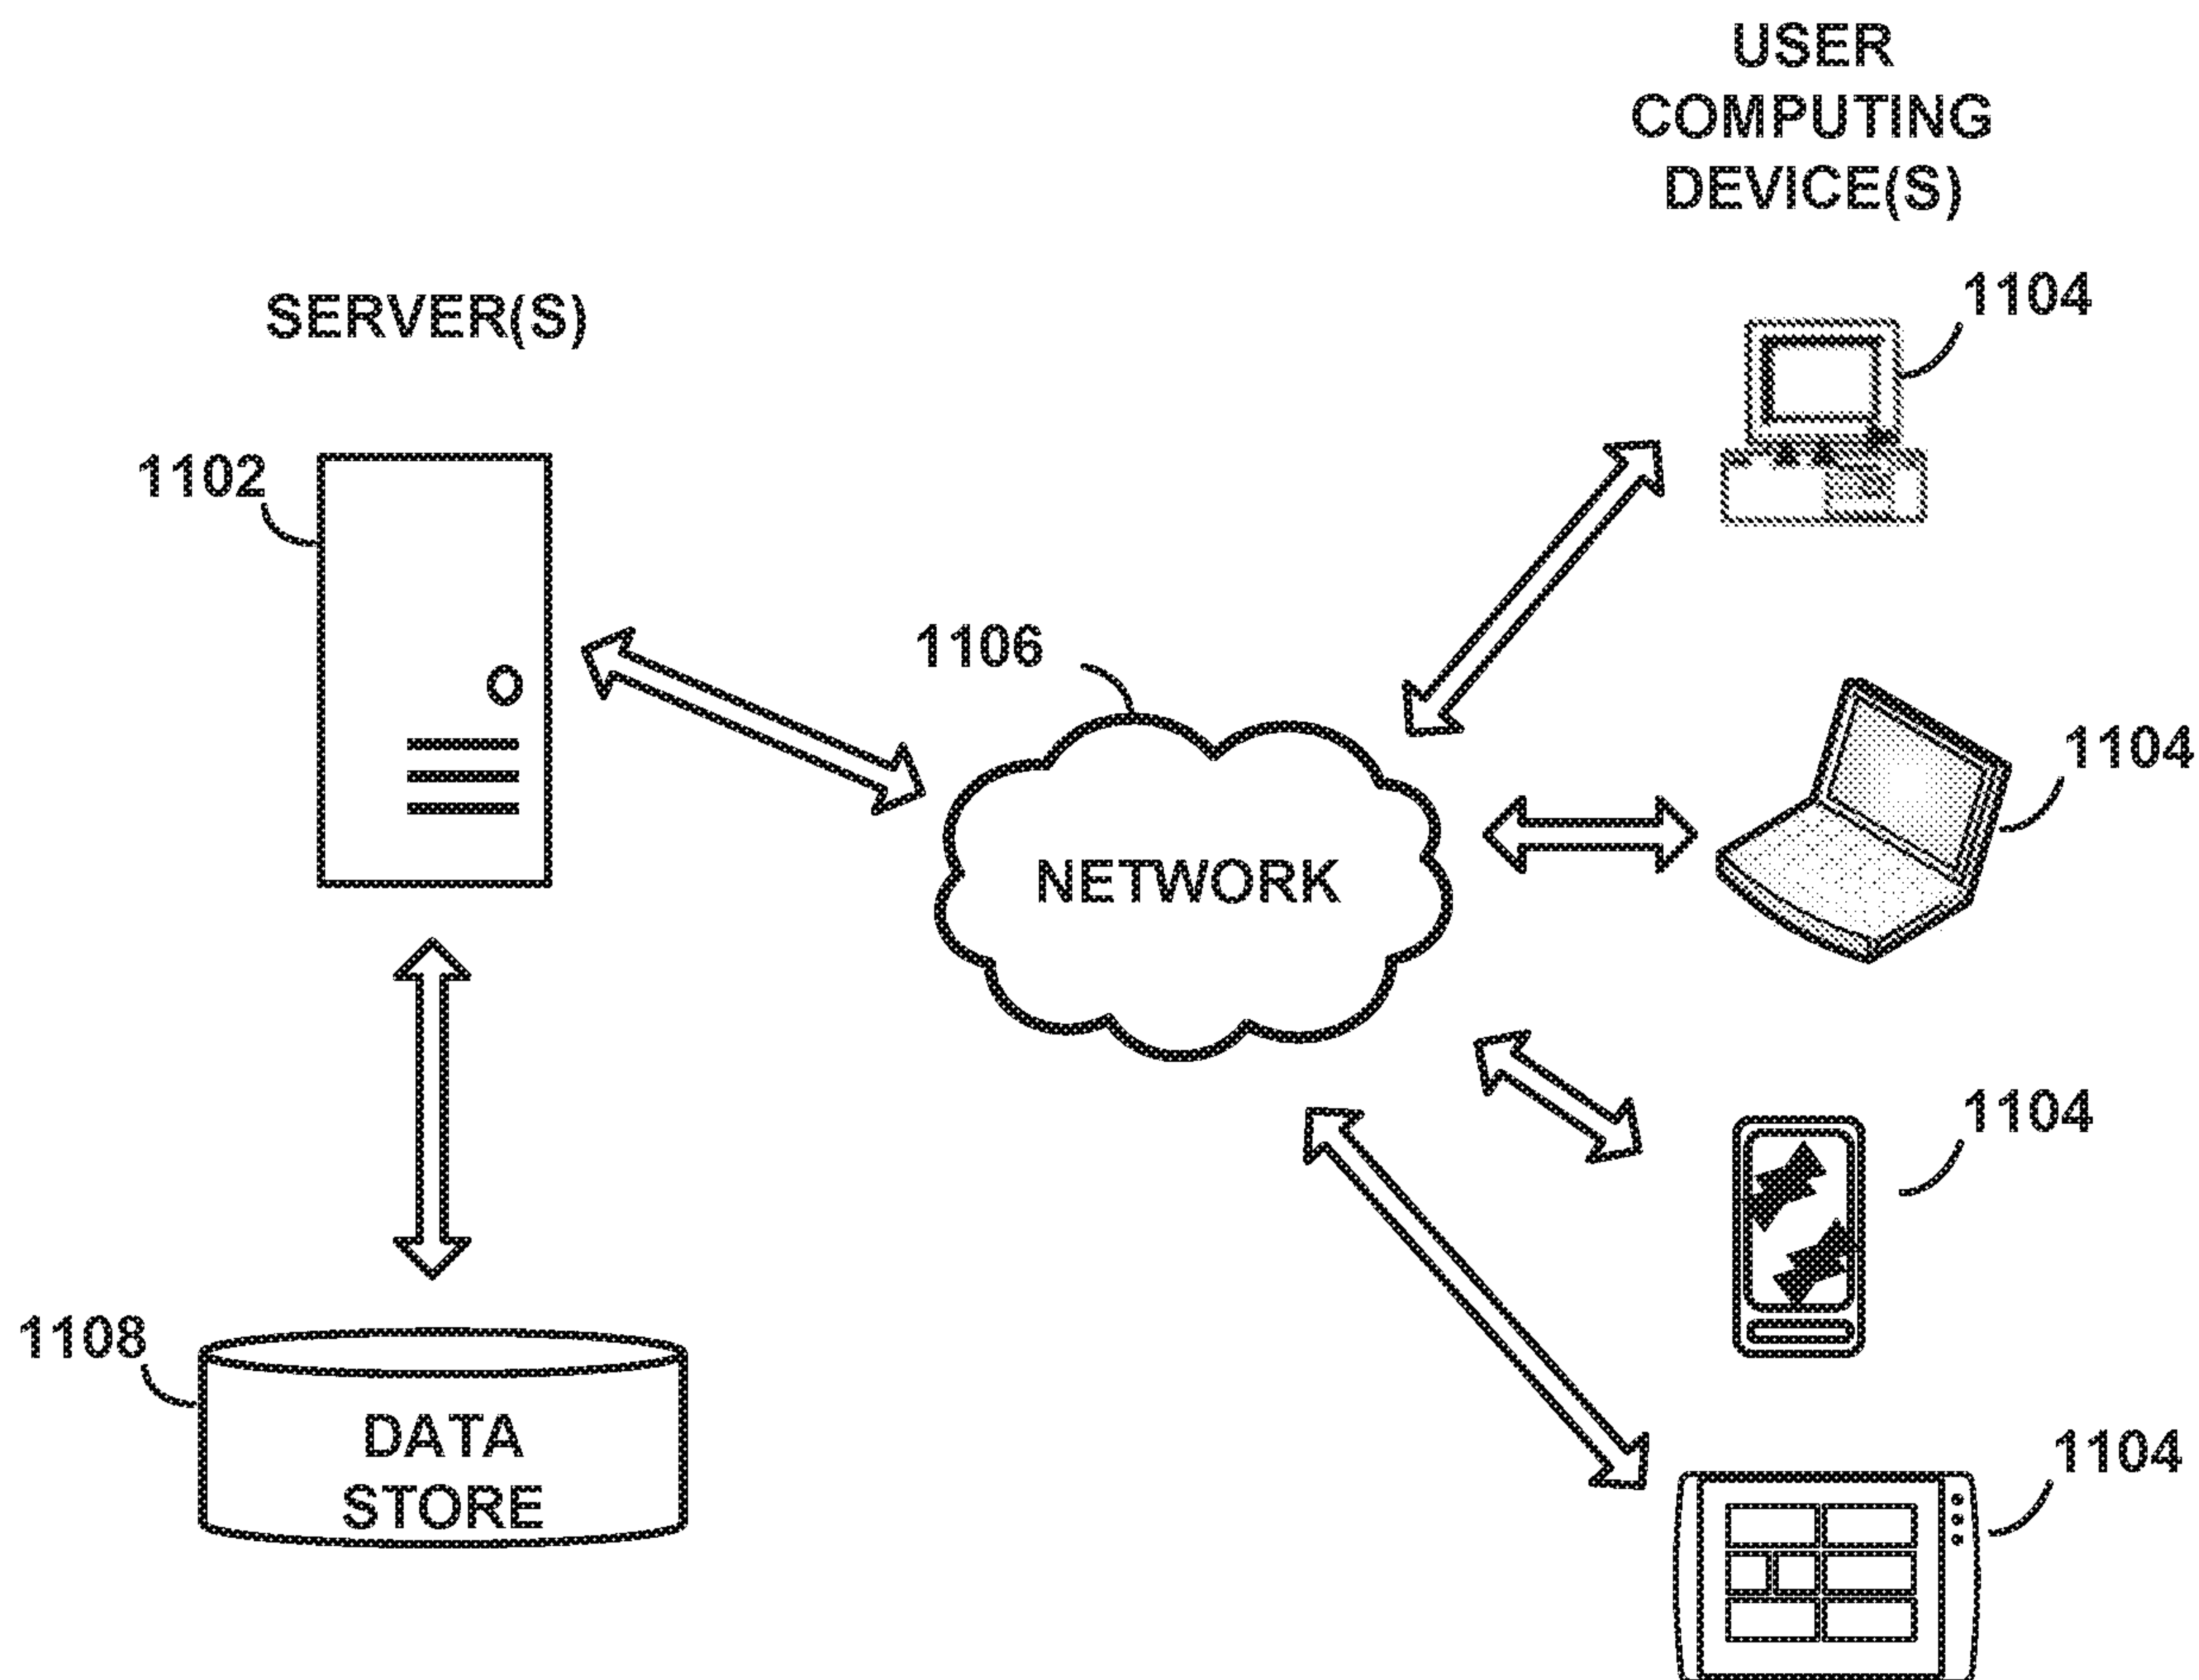 USER
COMPUTING
DEVICE(S)
1104
SERVER(S)
1102
1106
1104
NETWORK
1104
1108
DATA
STORE
1104